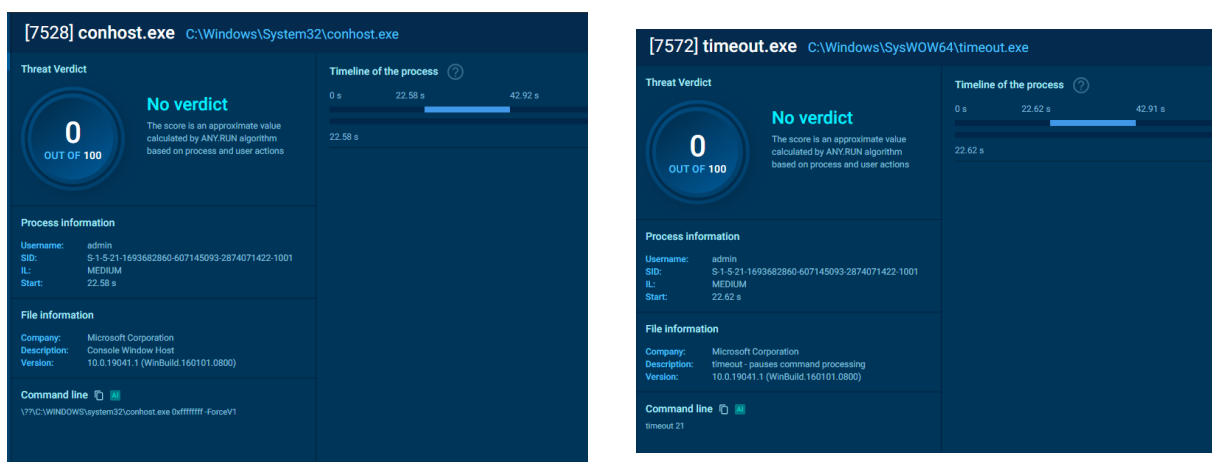 [7528] conhost.exe C:\Windows\System32\conhost.exe
Threat Verdict
0
OUT OF 100
No verdict
The score is an approximate value
calculated by ANY.RUN algorithm
based on process and user actions
Timeline of the process ?
0 s 22.58 s 42.92 s
22.58 s
Process information
Username: admin
SID: S-1-5-21-1693682860-607145093-2874071422-1001
IL: MEDIUM
Start: 22.58 s
File information
Company: Microsoft Corporation
Description: Console Window Host
Version: 10.0.19041.1 (WinBuild.160101.0800)
Command line AI
\??\C:\WINDOWS\system32\conhost.exe 0xffffffff -ForceV1
[7572] timeout.exe C:\Windows\SysWOW64\timeout.exe
Threat Verdict
0
OUT OF 100
No verdict
The score is an approximate value
calculated by ANY.RUN algorithm
based on process and user actions
Timeline of the process ?
0 s 22.62 s 42.91 s
22.62 s
Process information
Username: admin
SID: S-1-5-21-1693682860-607145093-2874071422-1001
IL: MEDIUM
Start: 22.62 s
File information
Company: Microsoft Corporation
Description: timeout - pauses command processing
Version: 10.0.19041.1 (WinBuild.160101.0800)
Command line AI
timeout 21